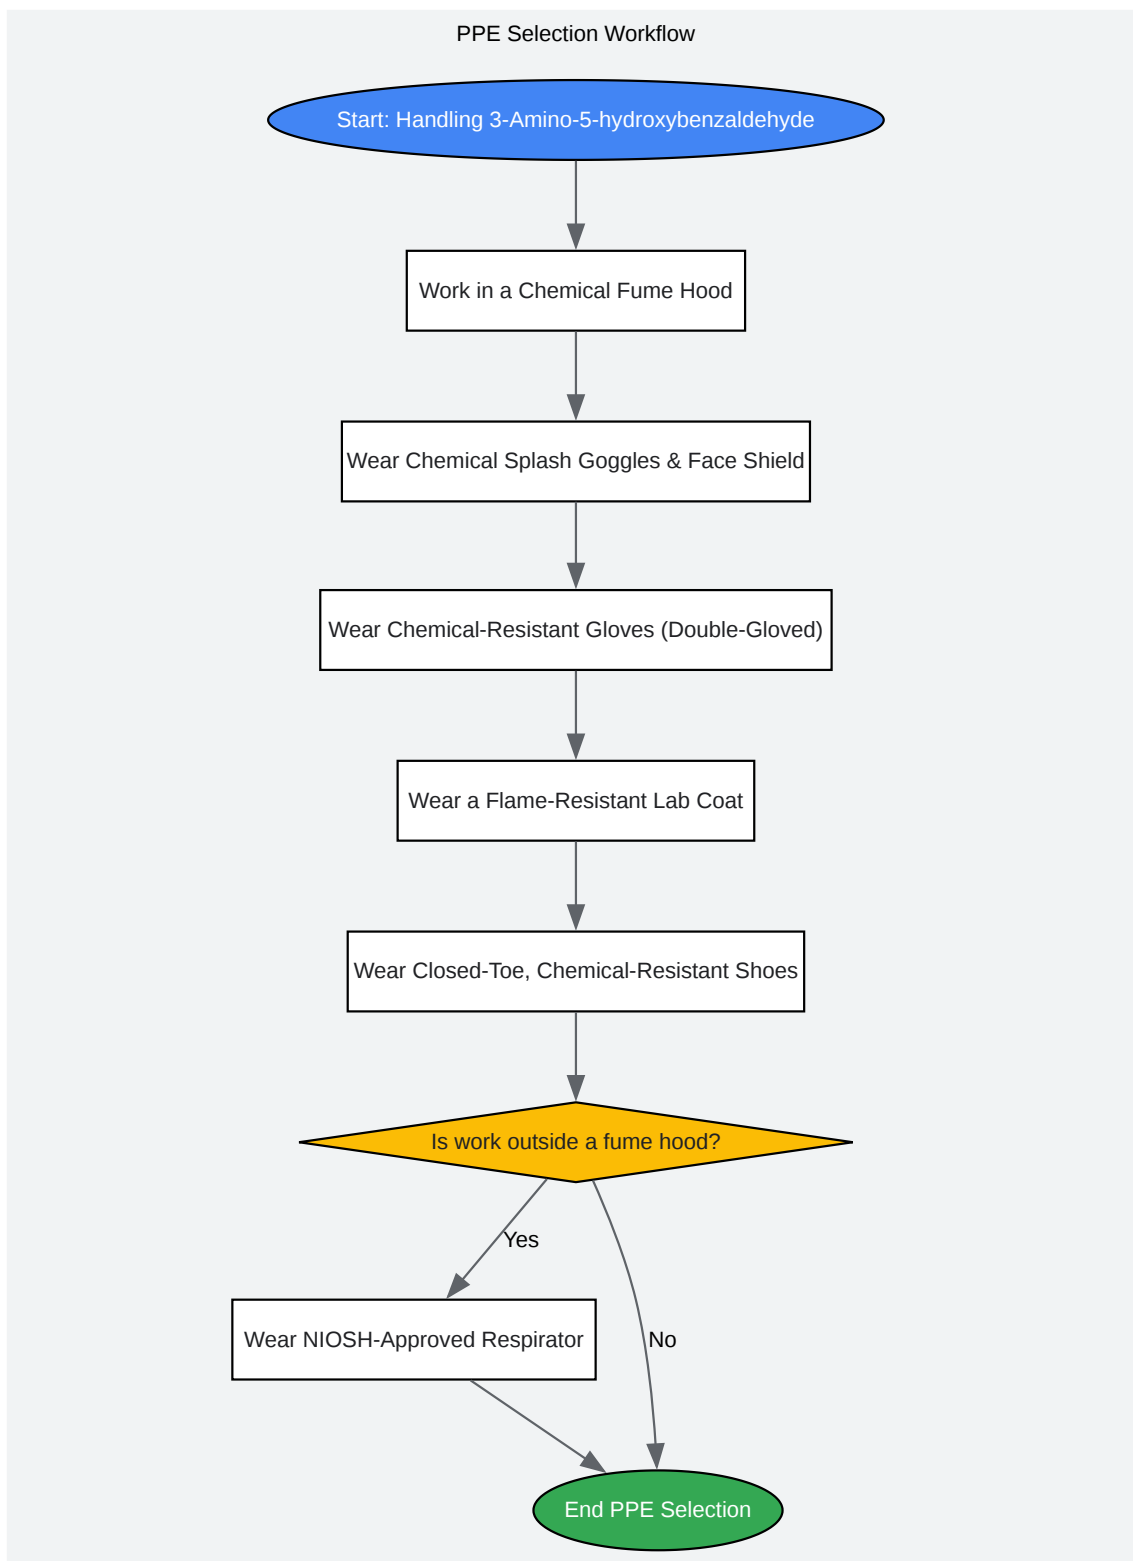 PPE Selection Workflow
Start: Handling 3-Amino-5-hydroxybenzaldehyde
Work in a Chemical Fume Hood
Wear Chemical Splash Goggles & Face Shield
Wear Chemical-Resistant Gloves (Double-Gloved)
Wear a Flame-Resistant Lab Coat
Wear Closed-Toe, Chemical-Resistant Shoes
Is work outside a fume hood?
Yes
Wear NIOSH-Approved Respirator
No
End PPE Selection